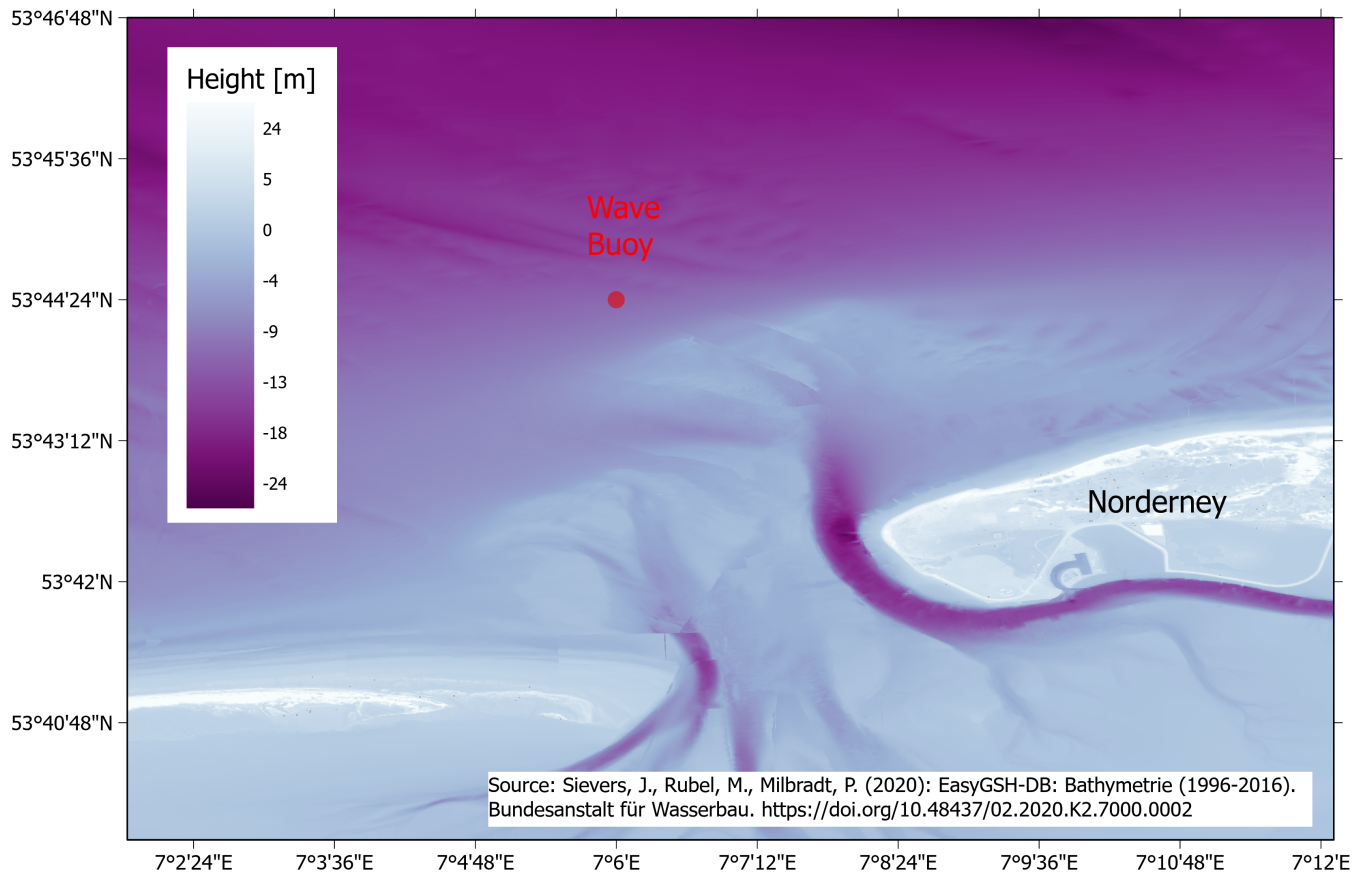 53°46'48"N
Height [m]
24
5
0
-4
-9
-13
-18
-24
53°45'36"N
Wave
Buoy
53°44'24"N
53°43'12"N
Norderney
53°42'N
53°40'48"N
Source: Sievers, J., Rubel, M., Milbradt, P. (2020): EasyGSH-DB: Bathymetrie (1996-2016).
Bundesanstalt für Wasserbau. https://doi.org/10.48437/02.2020.K2.7000.0002
7°2'24"E 7°3'36"E 7°4'48"E 7°6'E 7°7'12"E 7°8'24"E 7°9'36"E 7°10'48"E 7°12'E